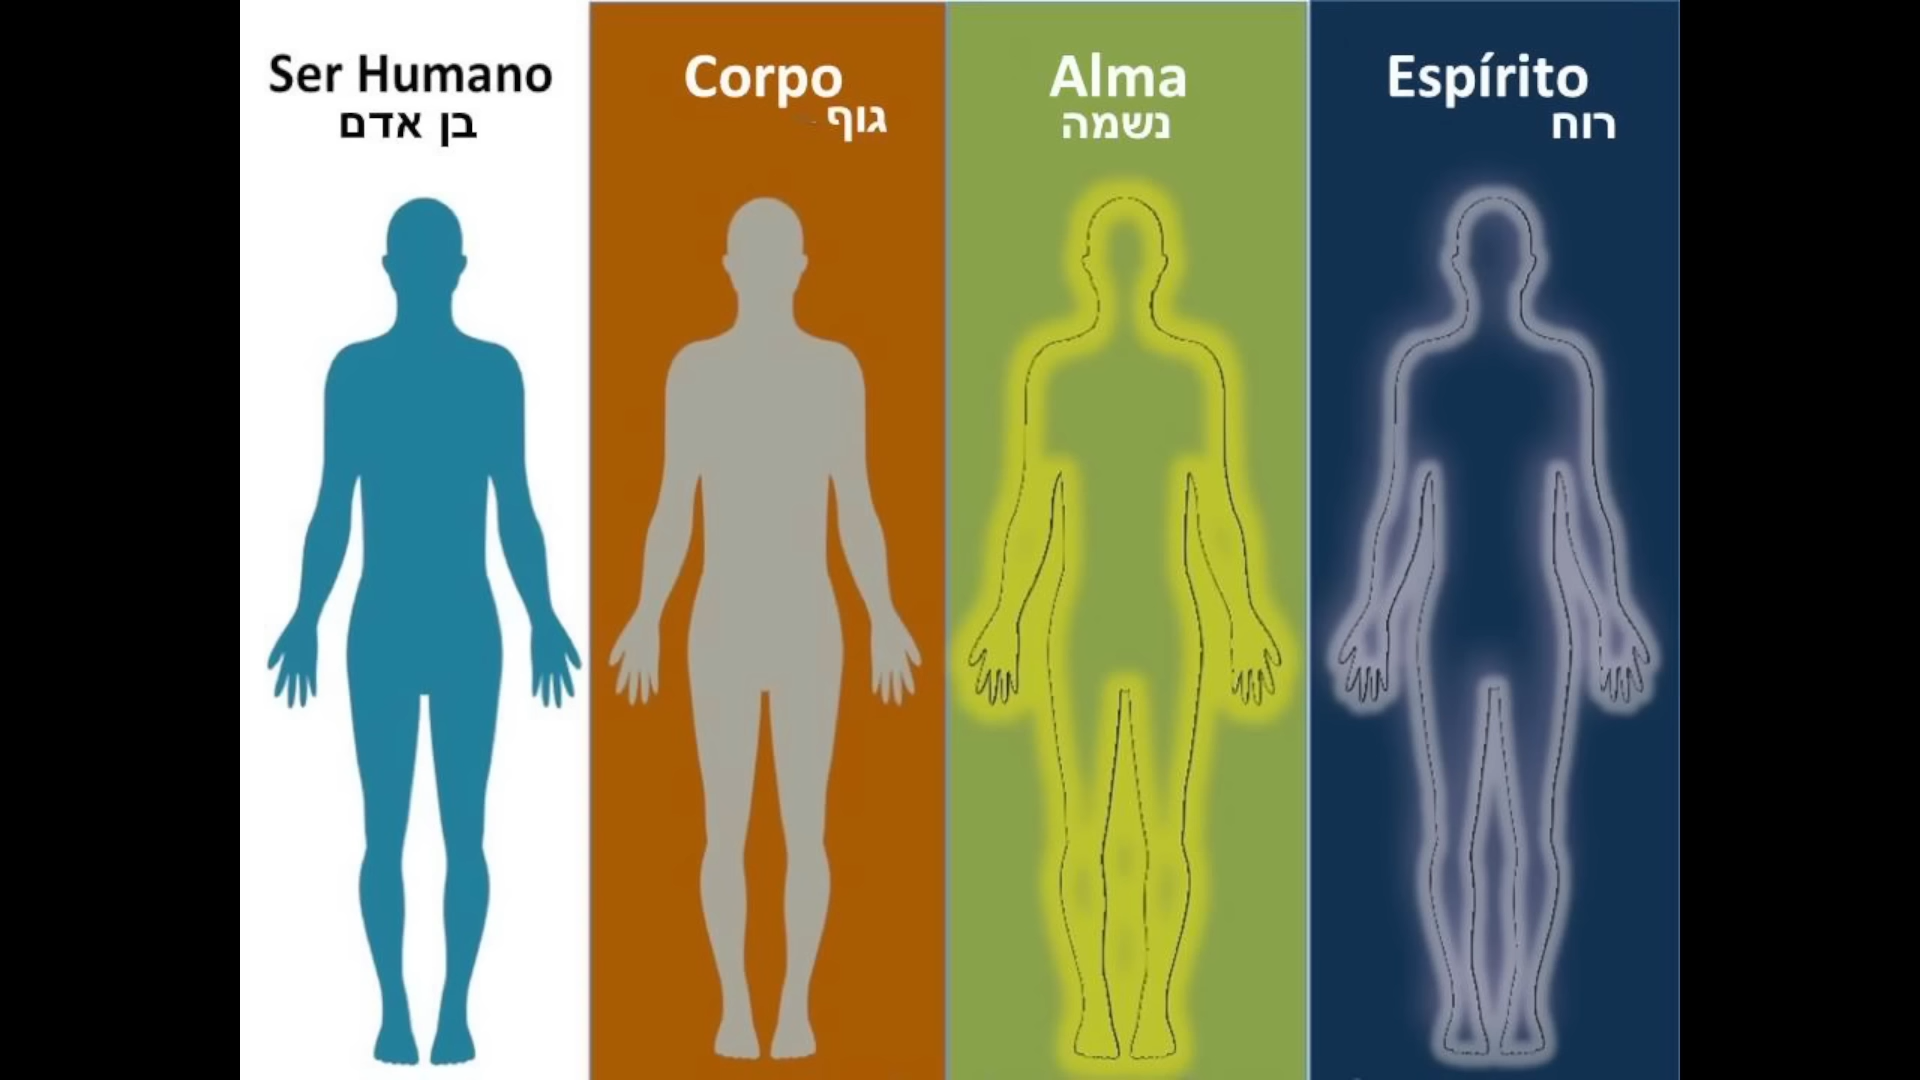 Ser Humano
בן אדם
Corpo
גוף
Alma
נשמה
Espírito
רוח